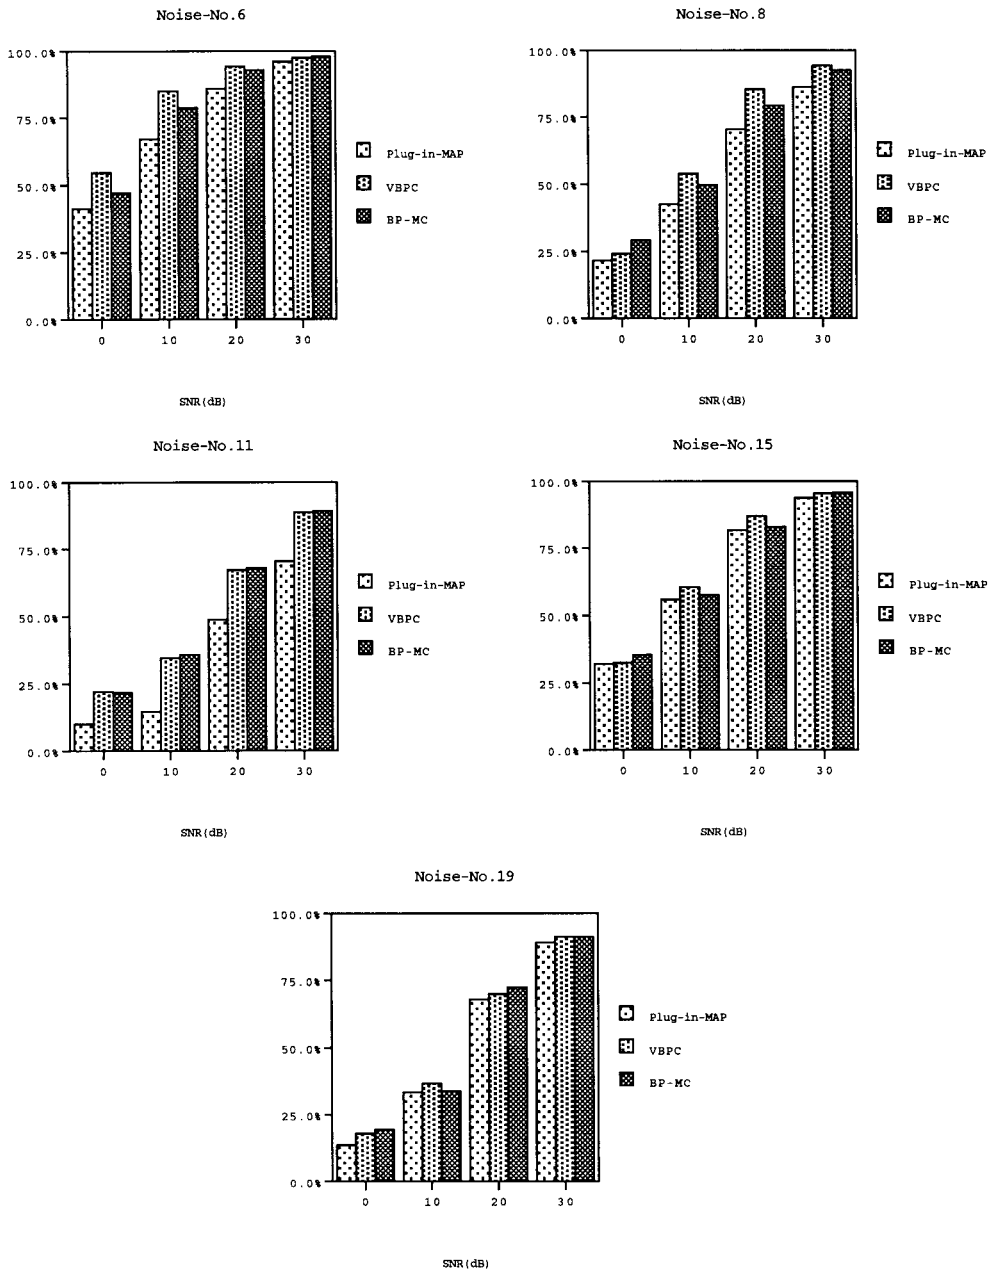 Noise-No.6
100.0%
75.0%
50.0%
25.0%
0.0%
0 10 20 30
SNR(dB)
Plug-in-MAP
VBPC
BP-MC
Noise-No.8
100.0%
75.0%
50.0%
25.0%
0.0%
0 10 20 30
SNR(dB)
Plug-in-MAP
VBPC
BP-MC
Noise-No.11
100.0%
75.0%
50.0%
25.0%
0.0%
0 10 20 30
SNR(dB)
Plug-in-MAP
VBPC
BP-MC
Noise-No.15
100.0%
75.0%
50.0%
25.0%
0.0%
0 10 20 30
SNR(dB)
Plug-in-MAP
VBPC
BP-MC
Noise-No.19
100.0%
75.0%
50.0%
25.0%
0.0%
0 10 20 30
SNR(dB)
Plug-in-MAP
VBPC
BP-MC